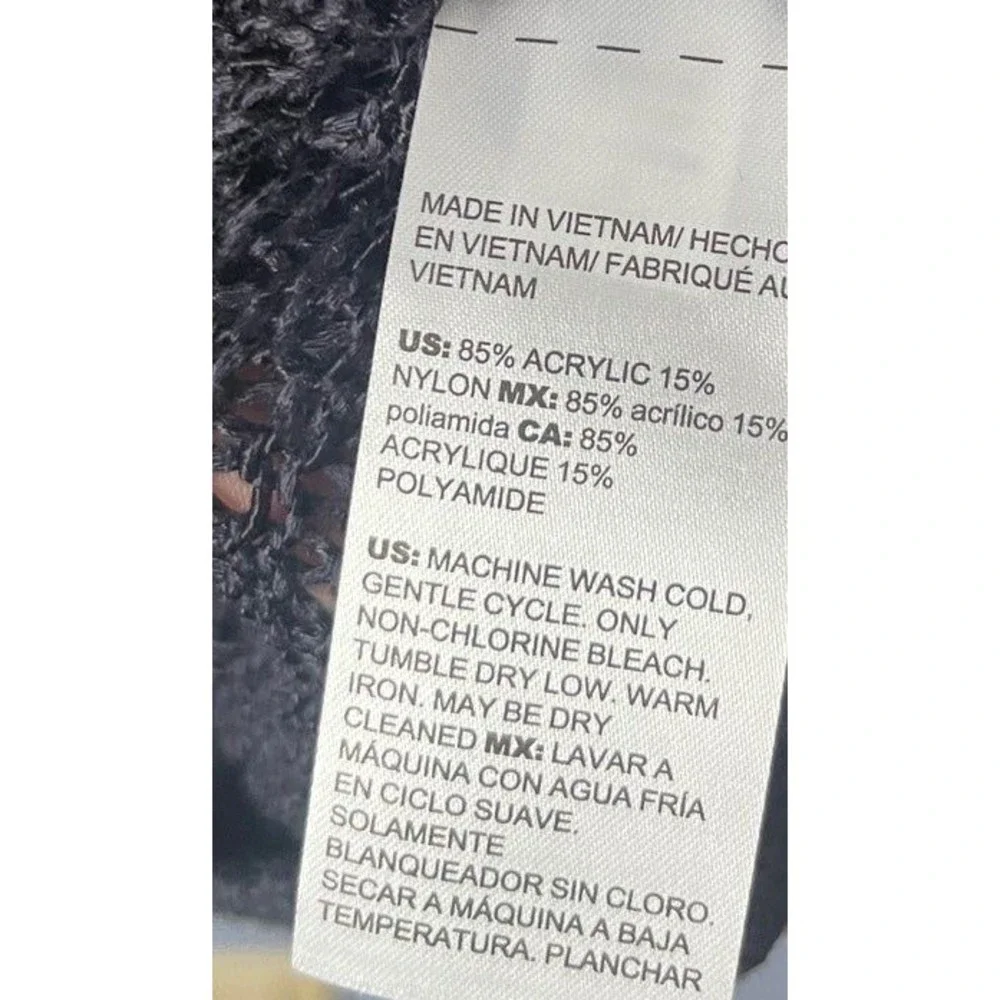 MADE IN VIETNAM/ HECHO
EN VIETNAM/ FABRIQUÉ AU
VIETNAM
US: 85% ACRYLIC 15%
NYLON MX: 85% acrílico 15%
poliamida CA: 85%
ACRYLIQUE 15%
POLYAMIDE
US: MACHINE WASH COLD,
GENTLE CYCLE. ONLY
NON-CHLORINE BLEACH.
TUMBLE DRY LOW. WARM
IRON. MAY BE DRY
CLEANED MX: LAVAR A
MÁQUINA CON AGUA FRÍA
EN CICLO SUAVE.
SOLAMENTE
BLANQUEADOR SIN CLORO.
SECAR A MÁQUINA A BAJA
TEMPERATURA. PLANCHAR